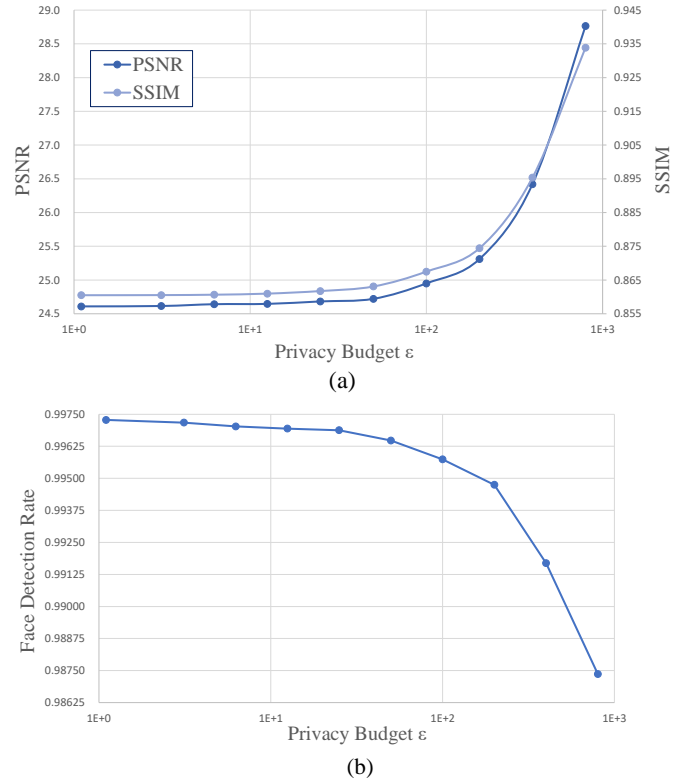 29.0
28.5
28.0
27.5
27.0
26.5
26.0
25.5
25.0
24.5
PSNR
PSNR
SSIM
0.945
0.935
0.925
0.915
0.905
0.895
0.885
0.875
0.865
0.855
SSIM
1E+0 1E+1 1E+2 1E+3
Privacy Budget ε
(a)
0.99750
0.99625
0.99500
0.99375
0.99250
0.99125
0.99000
0.98875
0.98750
0.98625
Face Detection Rate
1E+0 1E+1 1E+2 1E+3
Privacy Budget ε
(b)